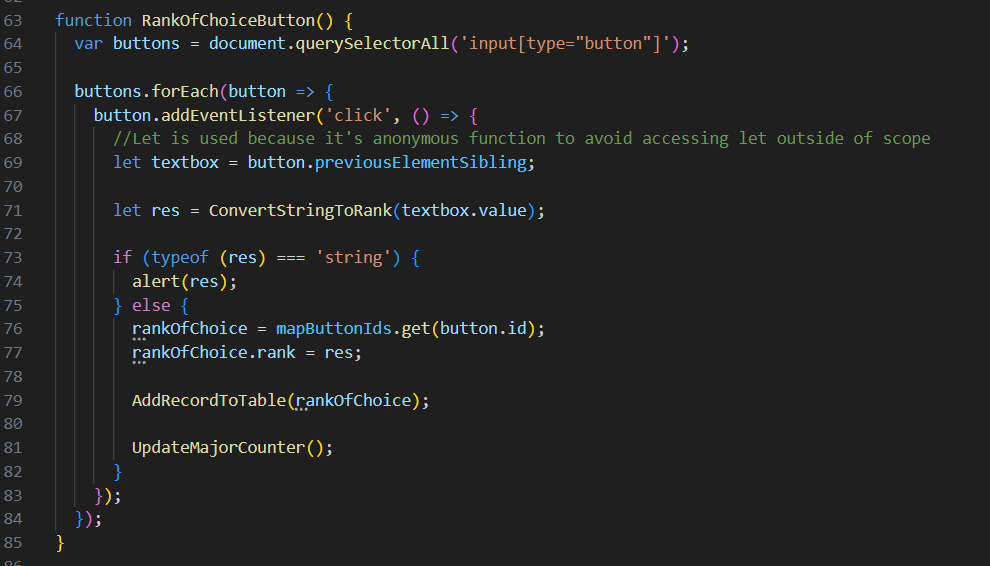 63 function RankOfChoiceButton() {
64 var buttons = document.querySelectorAll('input[type="button"]');
65
66 buttons.forEach(button => {
67 button.addEventListener('click', () => {
68 //Let is used because it's anonymous function to avoid accessing let outside of scope
69 let textbox = button.previousElementSibling;
70
71 let res = ConvertStringToRank(textbox.value);
72
73 if (typeof (res) === 'string') {
74 alert(res);
75 } else {
76 rankOfChoice = mapButtonIds.get(button.id);
77 rankOfChoice.rank = res;
78
79 AddRecordToTable(rankOfChoice);
80
81 UpdateMajorCounter();
82 }
83 });
84 });
85 }